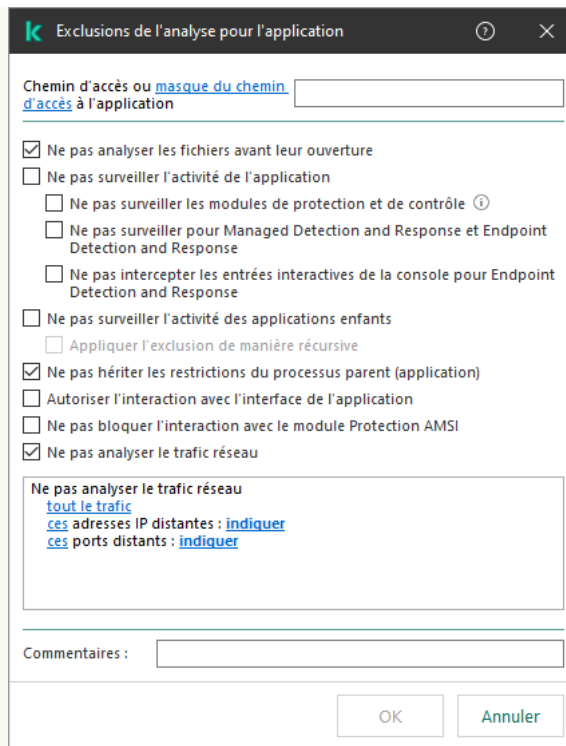 Exclusions de l'analyse pour l'application
Chemin d'accès ou masque du chemin
d'accès à l'application
Ne pas analyser les fichiers avant leur ouverture
Ne pas surveiller l'activité de l'application
Ne pas surveiller les modules de protection et de contrôle
Ne pas surveiller pour Managed Detection and Response et Endpoint
Detection and Response
Ne pas intercepter les entrées interactives de la console pour Endpoint
Detection and Response
Ne pas surveiller l'activité des applications enfants
Appliquer l'exclusion de manière récursive
Ne pas hériter les restrictions du processus parent (application)
Autoriser l'interaction avec l'interface de l'application
Ne pas bloquer l'interaction avec le module Protection AMSI
Ne pas analyser le trafic réseau
Ne pas analyser le trafic réseau
tout le trafic
ces adresses IP distantes : indiquer
ces ports distants : indiquer
Commentaires :
OK Annuler